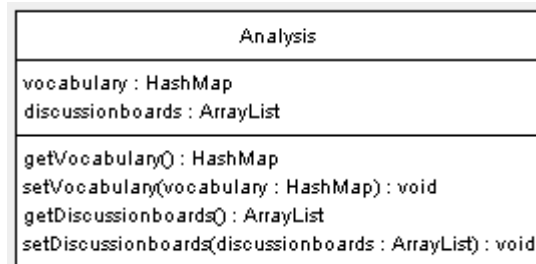 Analysis
vocabulary : HashMap
discussionboards : ArrayList
getVocabulary() : HashMap
setVocabulary(vocabulary : HashMap) : void
getDiscussionboards() : ArrayList
setDiscussionboards(discussionboards : ArrayList) : void